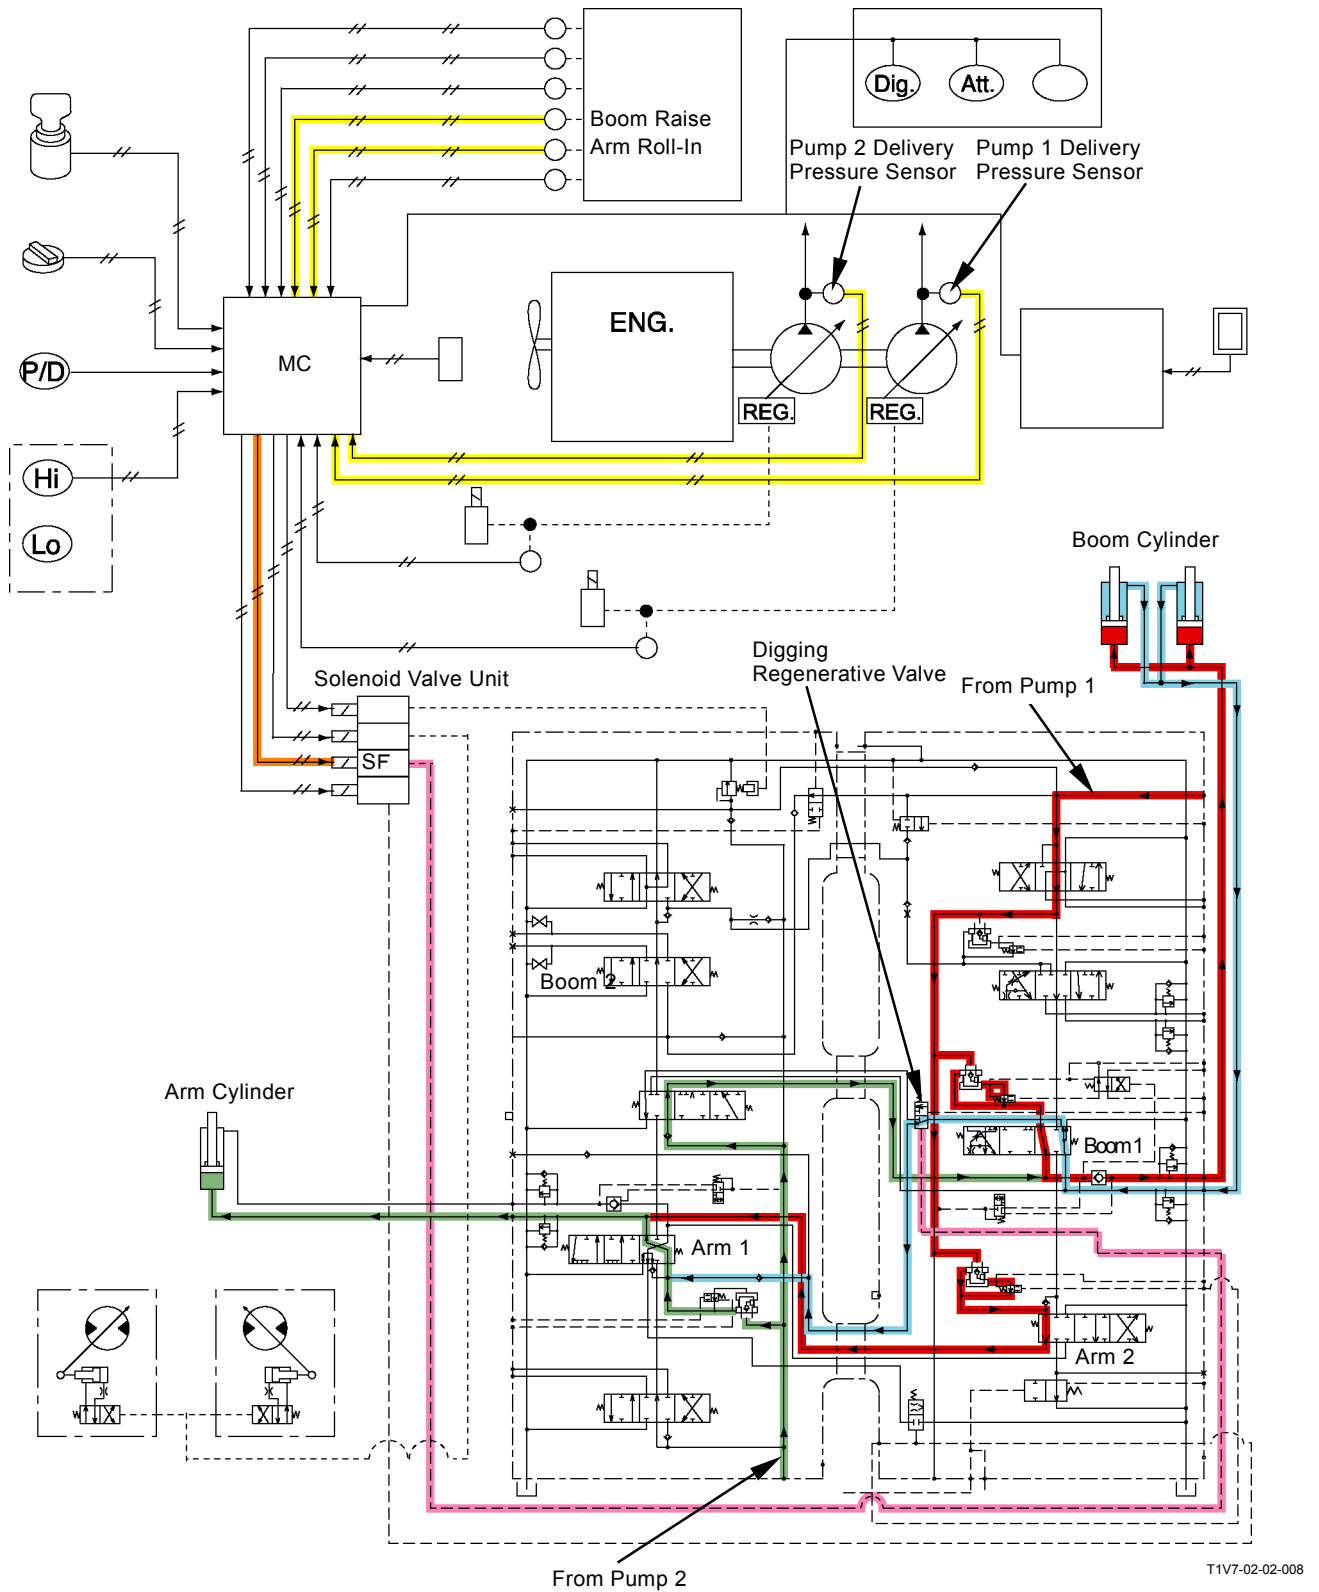 Boom Raise
Arm Roll-In
Dig.
Att.
Pump 2 Delivery
Pressure Sensor
Pump 1 Delivery
Pressure Sensor
ENG.
MC
P/D
REG.
REG.
Hi
Lo
Boom Cylinder
Digging
Regenerative Valve
Solenoid Valve Unit
From Pump 1
SF
Boom 2
Arm Cylinder
Boom1
Arm 1
Arm 2
From Pump 2
T1V7-02-02-008